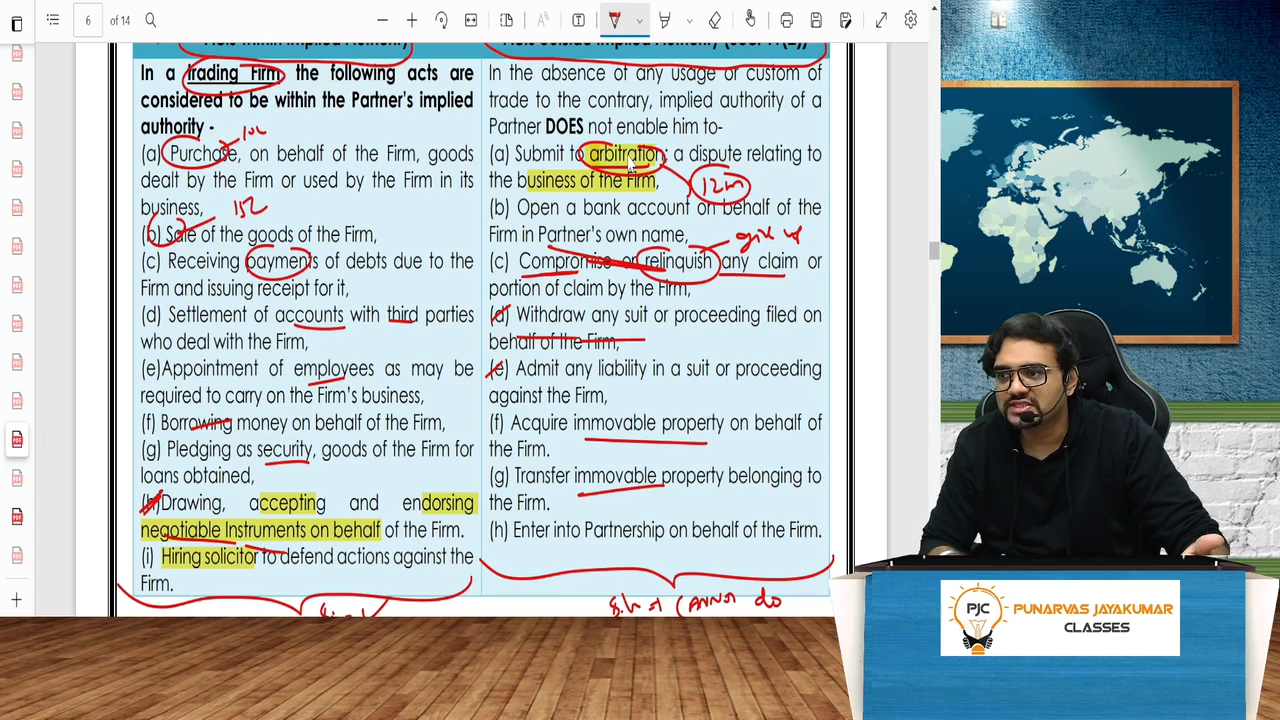 6 of 14
Acts within Implied Authority
In a trading Firm the following acts are
considered to be within the Partner's implied
authority -
(a) Purchase, on behalf of the Firm, goods
dealt by the Firm or used by the Firm in its
business,
(b) Sale of the goods of the Firm,
(c) Receiving payments of debts due to the
Firm and issuing receipt for it,
(d) Settlement of accounts with third parties
who deal with the Firm,
(e)Appointment of employees as may be
required to carry on the Firm's business,
(f) Borrowing money on behalf of the Firm,
(g) Pledging as security, goods of the Firm for
loans obtained,
(h)Drawing, accepting and endorsing
negotiable Instruments on behalf of the Firm.
(i) Hiring solicitor to defend actions against the
Firm.
In the absence of any usage or custom of
trade to the contrary, implied authority of a
Partner DOES not enable him to-
(a) Submit to arbitration; a dispute relating to
the business of the Firm,
(b) Open a bank account on behalf of the
Firm in Partner's own name,
(c) Compromise or relinquish any claim or
portion of claim by the Firm,
(d) Withdraw any suit or proceeding filed on
behalf of the Firm,
(e) Admit any liability in a suit or proceeding
against the Firm,
(f) Acquire immovable property on behalf of
the Firm.
(g) Transfer immovable property belonging to
the Firm.
(h) Enter into Partnership on behalf of the Firm.
give up
cannot do
PJC
PUNARVAS JAYAKUMAR
CLASSES